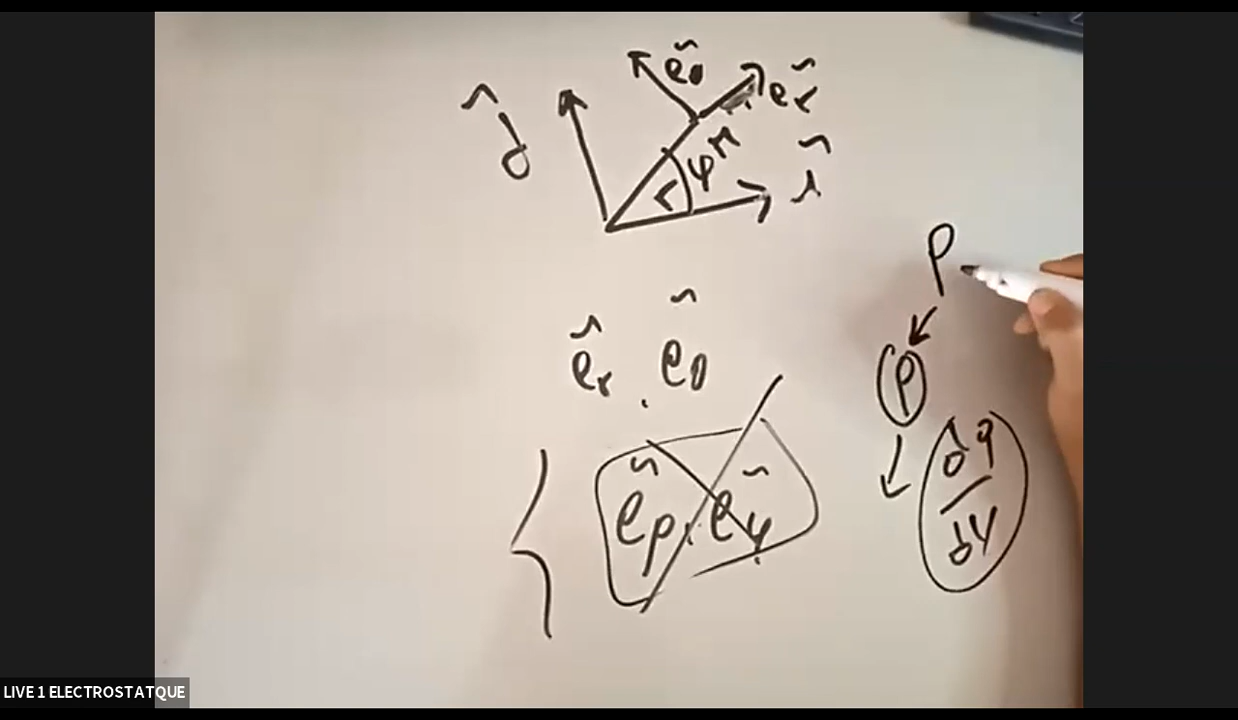 ĵ
ê_θ ê_r
r φ M î
ê_r . ê_θ
ê_ρ . ê_φ
ρ
ρ
dq
dV
LIVE 1 ELECTROSTATQUE